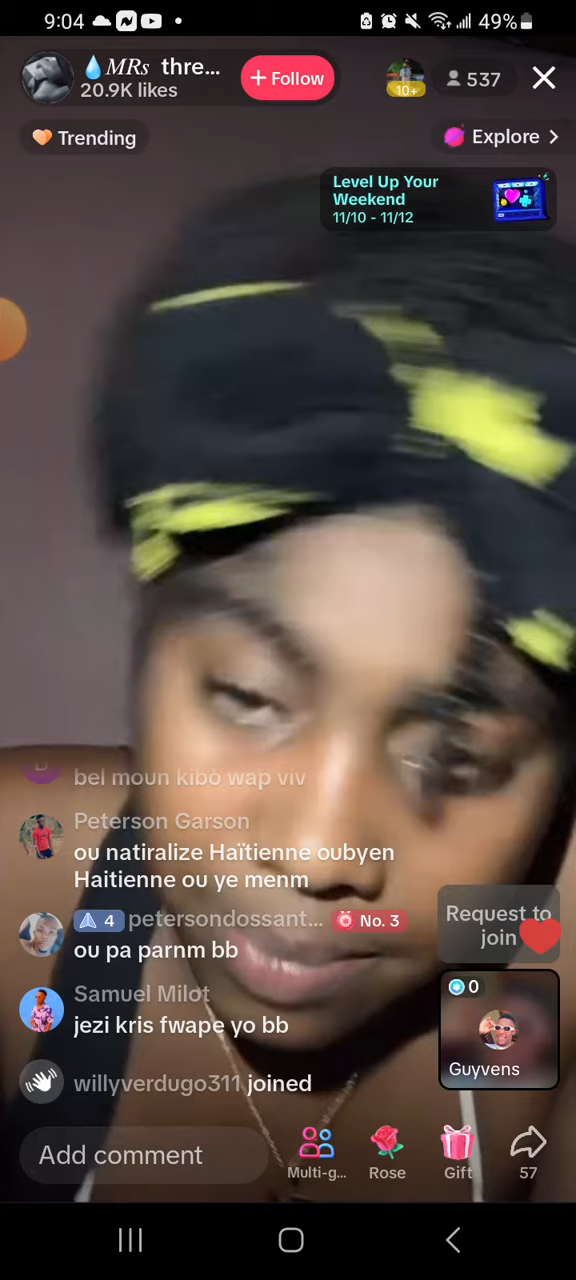 9:04
49%
💧MRs thre...
20.9K likes
+ Follow
10+
537
Trending
Explore >
Level Up Your
Weekend
11/10 - 11/12
bel moun kibò wap viv
Peterson Garson
ou natiralize Haïtienne oubyen
Haitienne ou ye menm
4 petersondossant... No. 3
ou pa parnm bb
Request to
join
Samuel Milot
jezi kris fwape yo bb
0
Guyvens
willyverdugo311 joined
Add comment
Multi-g...
Rose
Gift
57